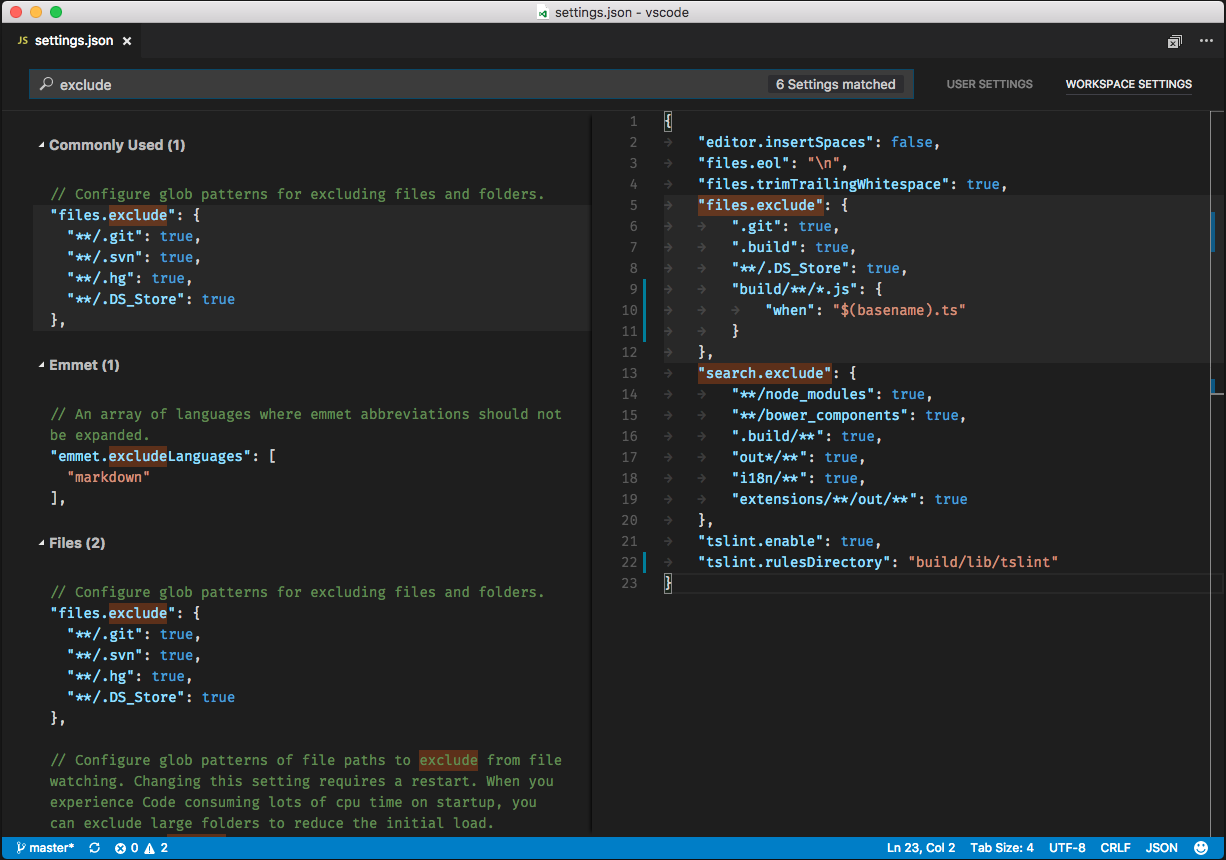 settings.json - vscode
JS settings.json ×
exclude 6 Settings matched USER SETTINGS WORKSPACE SETTINGS
Commonly Used (1)
// Configure glob patterns for excluding files and folders.
"files.exclude": {
"**/.git": true,
"**/.svn": true,
"**/.hg": true,
"**/.DS_Store": true
},
Emmet (1)
// An array of languages where emmet abbreviations should not
be expanded.
"emmet.excludeLanguages": [
"markdown"
],
Files (2)
// Configure glob patterns for excluding files and folders.
"files.exclude": {
"**/.git": true,
"**/.svn": true,
"**/.hg": true,
"**/.DS_Store": true
},
// Configure glob patterns of file paths to exclude from file
watching. Changing this setting requires a restart. When you
experience Code consuming lots of cpu time on startup, you
can exclude large folders to reduce the initial load.
1 {
2 "editor.insertSpaces": false,
3 "files.eol": "\n",
4 "files.trimTrailingWhitespace": true,
5 "files.exclude": {
6 ".git": true,
7 ".build": true,
8 "**/.DS_Store": true,
9 "build/**/*.js": {
10 "when": "$(basename).ts"
11 }
12 },
13 "search.exclude": {
14 "**/node_modules": true,
15 "**/bower_components": true,
16 ".build/**": true,
17 "out*/**": true,
18 "i18n/**": true,
19 "extensions/**/out/**": true
20 },
21 "tslint.enable": true,
22 "tslint.rulesDirectory": "build/lib/tslint"
23 }
master* 0 2 Ln 23, Col 2 Tab Size: 4 UTF-8 CRLF JSON